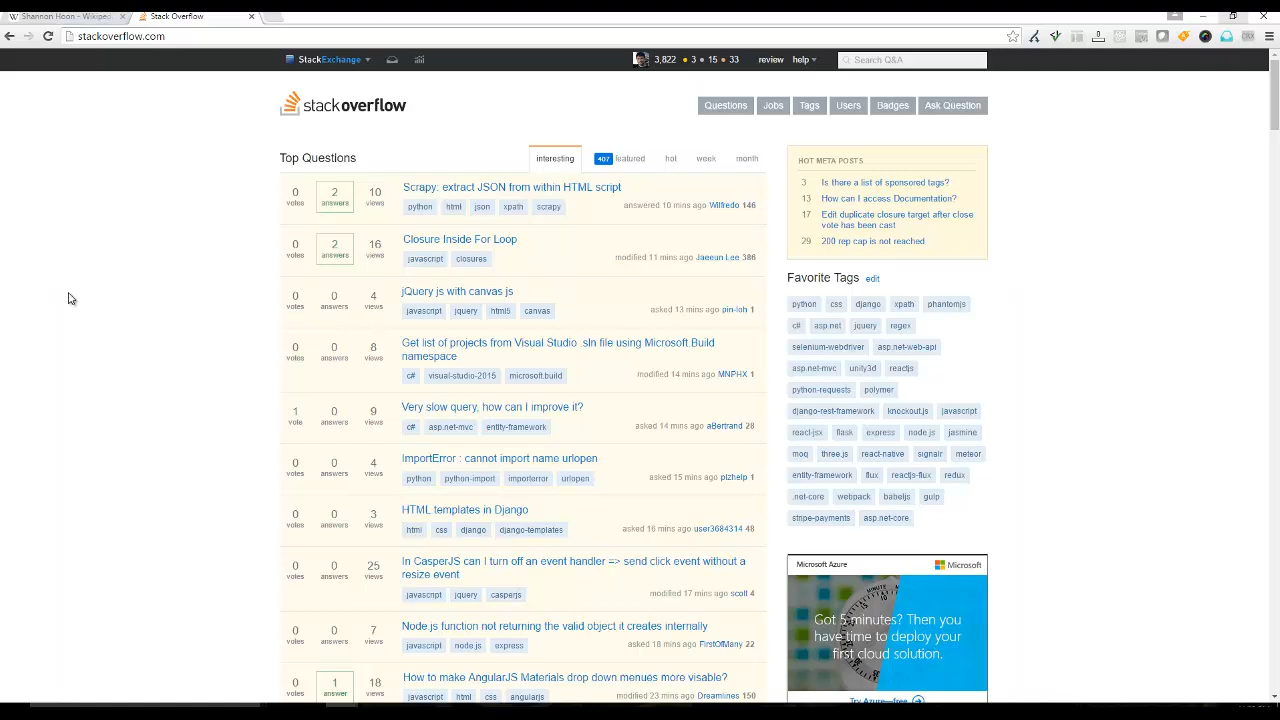 Shannon Hoon - Wikiped
Stack Overflow
stackoverflow.com
StackExchange
3,822 3 15 33 review help
Search Q&A
stackoverflow
Questions Jobs Tags Users Badges Ask Question
Top Questions
interesting 407 featured hot week month
0 votes 2 answers 10 views
Scrapy: extract JSON from within HTML script
python html json xpath scrapy
answered 10 mins ago Wilfredo 146
0 votes 2 answers 16 views
Closure Inside For Loop
javascript closures
modified 11 mins ago Jaeeun Lee 386
0 votes 0 answers 4 views
jQuery js with canvas js
javascript jquery html5 canvas
asked 13 mins ago pin-loh 1
0 votes 0 answers 8 views
Get list of projects from Visual Studio .sln file using Microsoft.Build
namespace
c# visual-studio-2015 microsoft.build
modified 14 mins ago MNPHX 1
1 vote 0 answers 9 views
Very slow query, how can I improve it?
c# asp.net-mvc entity-framework
asked 14 mins ago aBertrand 28
0 votes 0 answers 4 views
ImportError : cannot import name urlopen
python python-import importerror urlopen
asked 15 mins ago plzhelp 1
0 votes 0 answers 3 views
HTML templates in Django
html css django django-templates
asked 16 mins ago user3684314 48
0 votes 0 answers 25 views
In CasperJS can I turn off an event handler => send click event without a
resize event
javascript jquery casperjs
modified 17 mins ago scott 4
0 votes 0 answers 7 views
Node.js function not returning the valid object it creates internally
javascript node.js express
asked 18 mins ago FirstOfMany 22
0 votes 1 answer 18 views
How to make AngularJS Materials drop down menues more visable?
javascript html css angularjs
modified 23 mins ago Dreamlines 150
HOT META POSTS
3 Is there a list of sponsored tags?
13 How can I access Documentation?
17 Edit duplicate closure target after close
vote has been cast
29 200 rep cap is not reached
Favorite Tags edit
python css django xpath phantomjs
c# asp.net jquery regex
selenium-webdriver asp.net-web-api
asp.net-mvc unity3d reactjs
python-requests polymer
django-rest-framework knockout.js javascript
react-jsx flask express node.js jasmine
moq three.js react-native signalr meteor
entity-framework flux reactjs-flux redux
.net-core webpack babeljs gulp
stripe-payments asp.net-core
Microsoft Azure Microsoft
Got 5 minutes? Then you
have time to deploy your
first cloud solution.
Try Azure—free